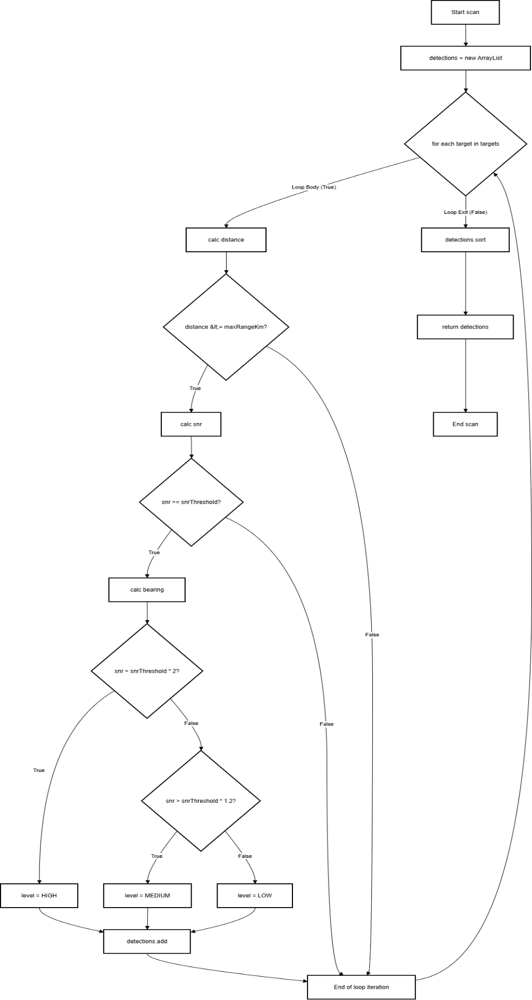 Start scan
detections = new ArrayList
for each target in targets
Loop Body (True)
Loop Exit (False)
calc distance
detections.sort
distance &lt;= maxRangeKm?
return detections
True
calc snr
End scan
snr >= snrThreshold?
True
calc bearing
False
snr > snrThreshold * 2?
False
False
True
snr > snrThreshold * 1.2?
True
False
level = HIGH
level = MEDIUM
level = LOW
detections.add
End of loop iteration